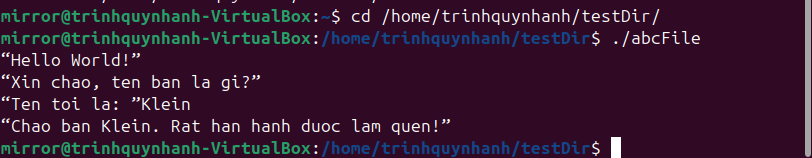 mirror@trinhquynhanh-VirtualBox:~$ cd /home/trinhquynhanh/testDir/
mirror@trinhquynhanh-VirtualBox:/home/trinhquynhanh/testDir$ ./abcFile
“Hello World!”
“Xin chao, ten ban la gi?”
“Ten toi la: ”Klein
“Chao ban Klein. Rat han hanh duoc lam quen!”
mirror@trinhquynhanh-VirtualBox:/home/trinhquynhanh/testDir$